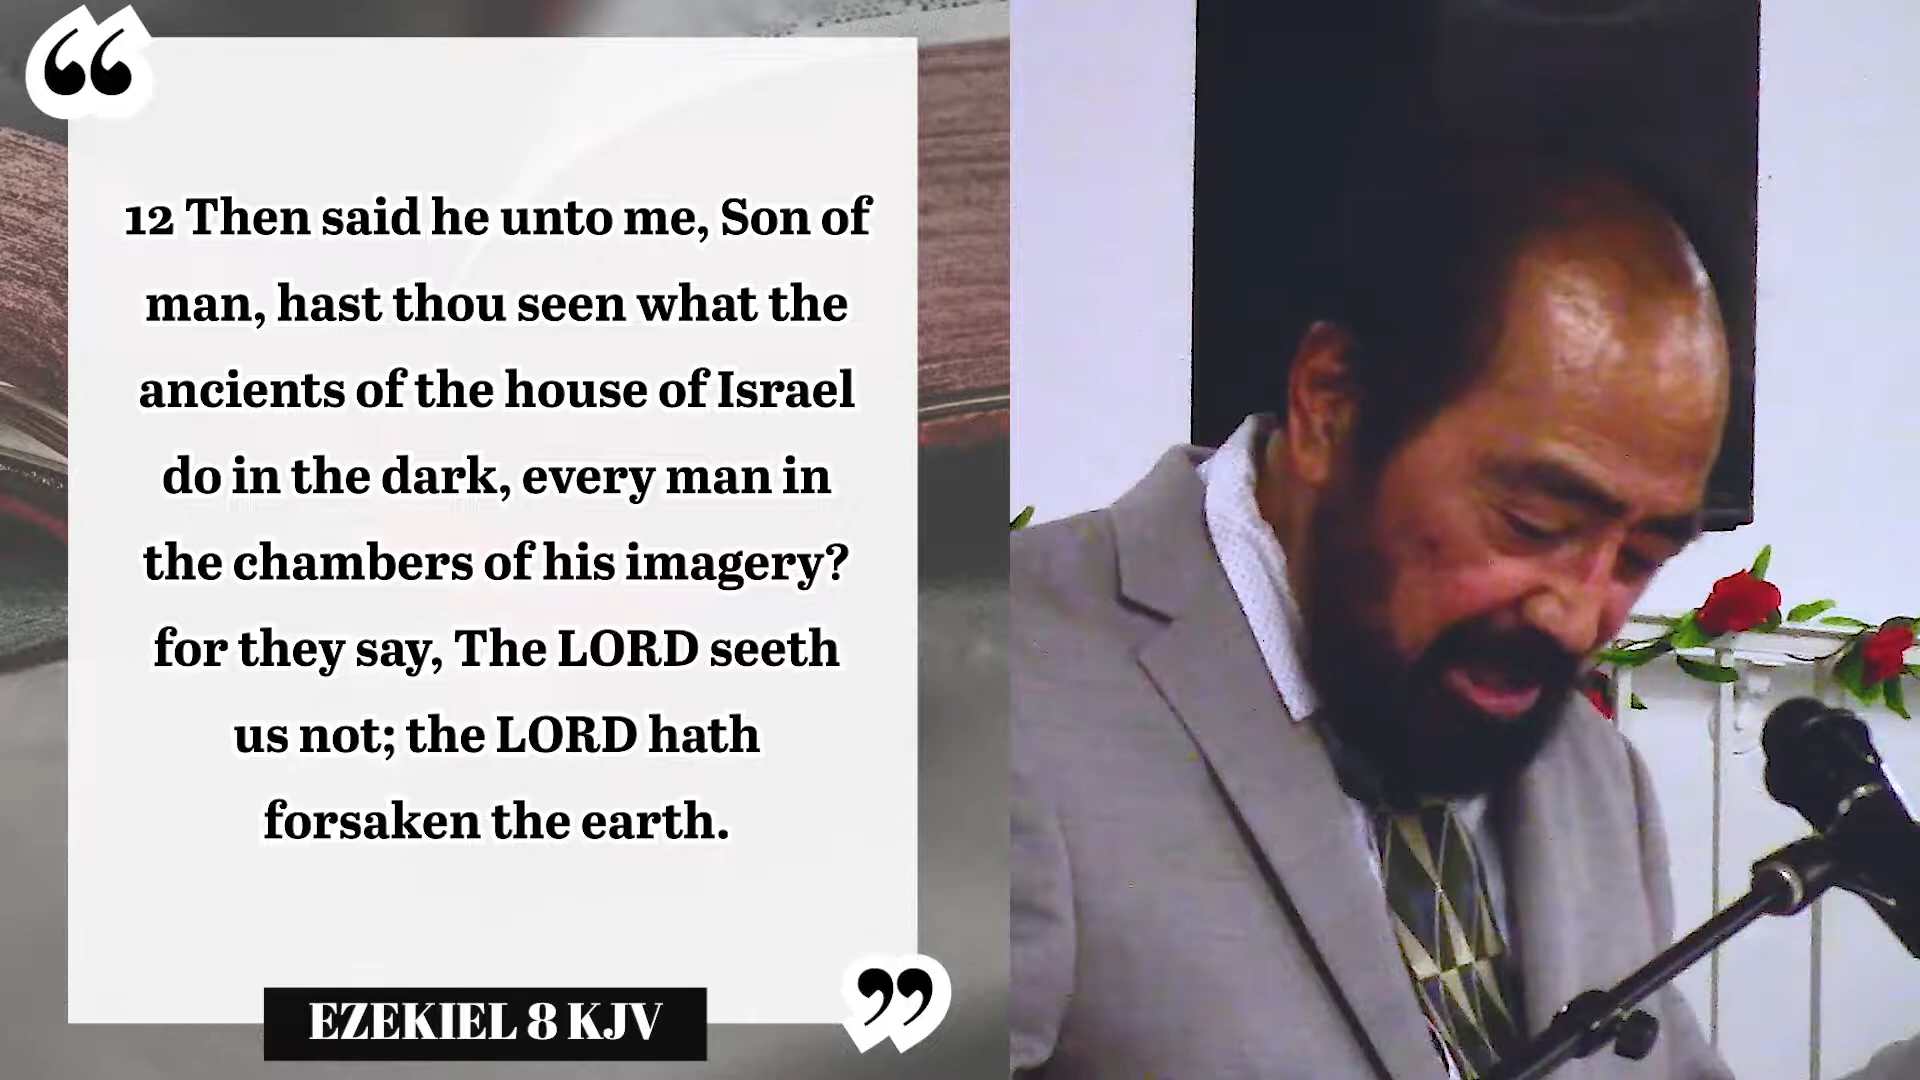 “
12 Then said he unto me, Son of
man, hast thou seen what the
ancients of the house of Israel
do in the dark, every man in
the chambers of his imagery?
for they say, The LORD seeth
us not; the LORD hath
forsaken the earth.
”
EZEKIEL 8 KJV